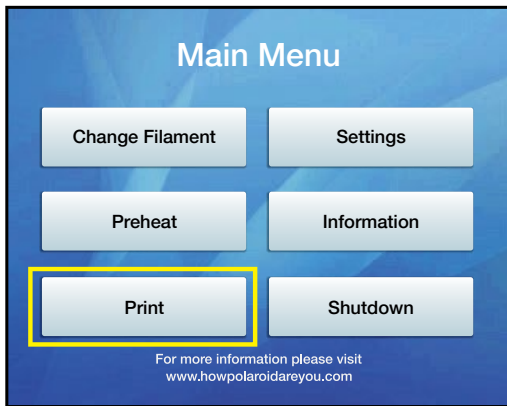 Main Menu
Change Filament
Settings
Preheat
Information
Print
Shutdown
For more information please visit
www.howpolaroidareyou.com